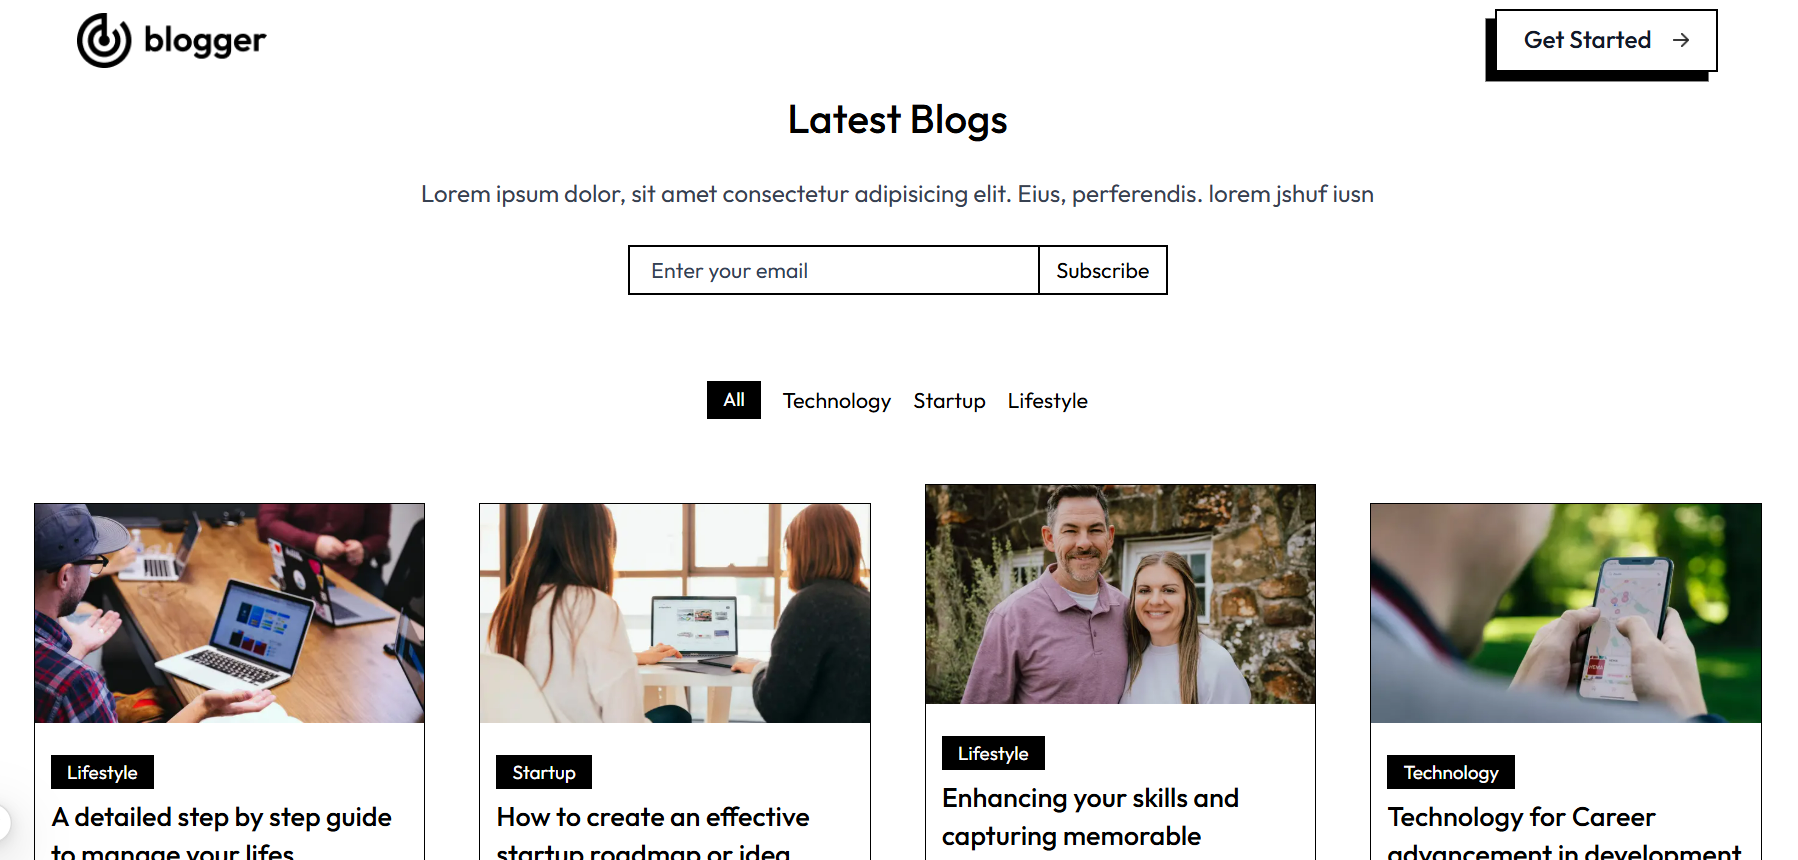 blogger
Get Started
Latest Blogs
Lorem ipsum dolor, sit amet consectetur adipisicing elit. Eius, perferendis. lorem jshuf iusn
Enter your email
Subscribe
All
Technology
Startup
Lifestyle
Lifestyle
A detailed step by step guide
to manage your lifes
Startup
How to create an effective
startup roadmap or idea
Lifestyle
Enhancing your skills and
capturing memorable
Technology
Technology for Career
advancement in development